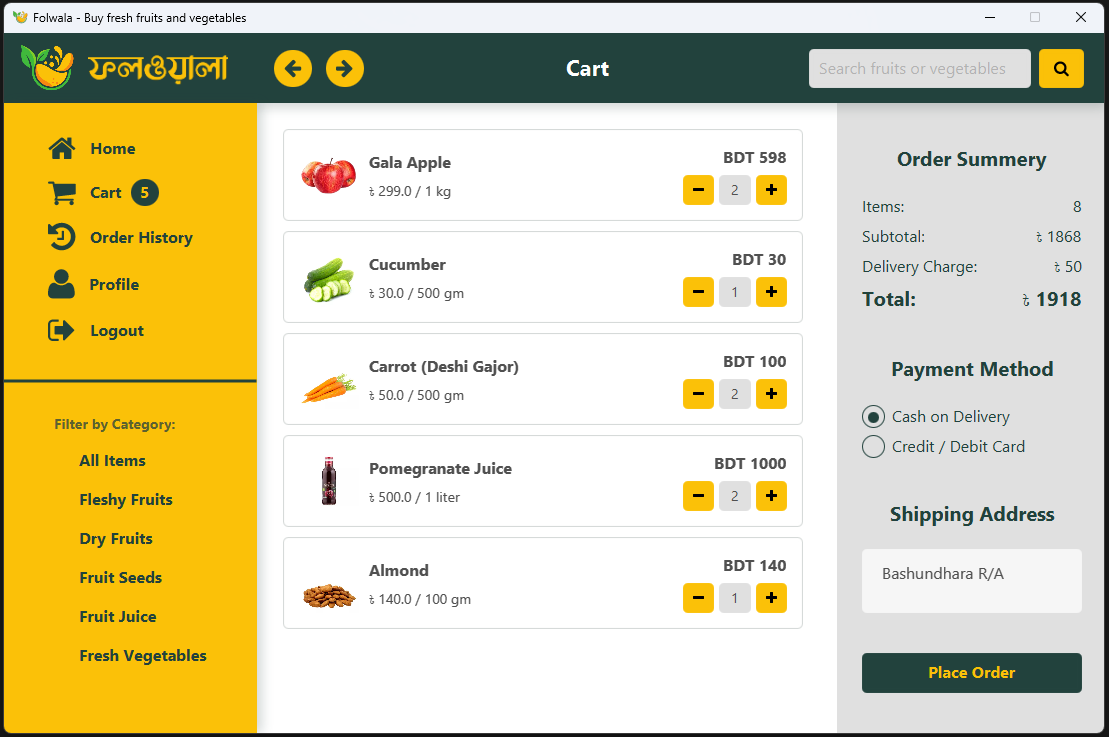 Folwala - Buy fresh fruits and vegetables
ফলওয়ালা
Cart
Search fruits or vegetables
Home
Cart 5
Order History
Profile
Logout
Filter by Category:
All Items
Fleshy Fruits
Dry Fruits
Fruit Seeds
Fruit Juice
Fresh Vegetables
Gala Apple
BDT 598
৳ 299.0 / 1 kg
2
Cucumber
BDT 30
৳ 30.0 / 500 gm
1
Carrot (Deshi Gajor)
BDT 100
৳ 50.0 / 500 gm
2
Pomegranate Juice
BDT 1000
৳ 500.0 / 1 liter
2
Almond
BDT 140
৳ 140.0 / 100 gm
1
Order Summery
Items: 8
Subtotal: ৳ 1868
Delivery Charge: ৳ 50
Total: ৳ 1918
Payment Method
Cash on Delivery
Credit / Debit Card
Shipping Address
Bashundhara R/A
Place Order